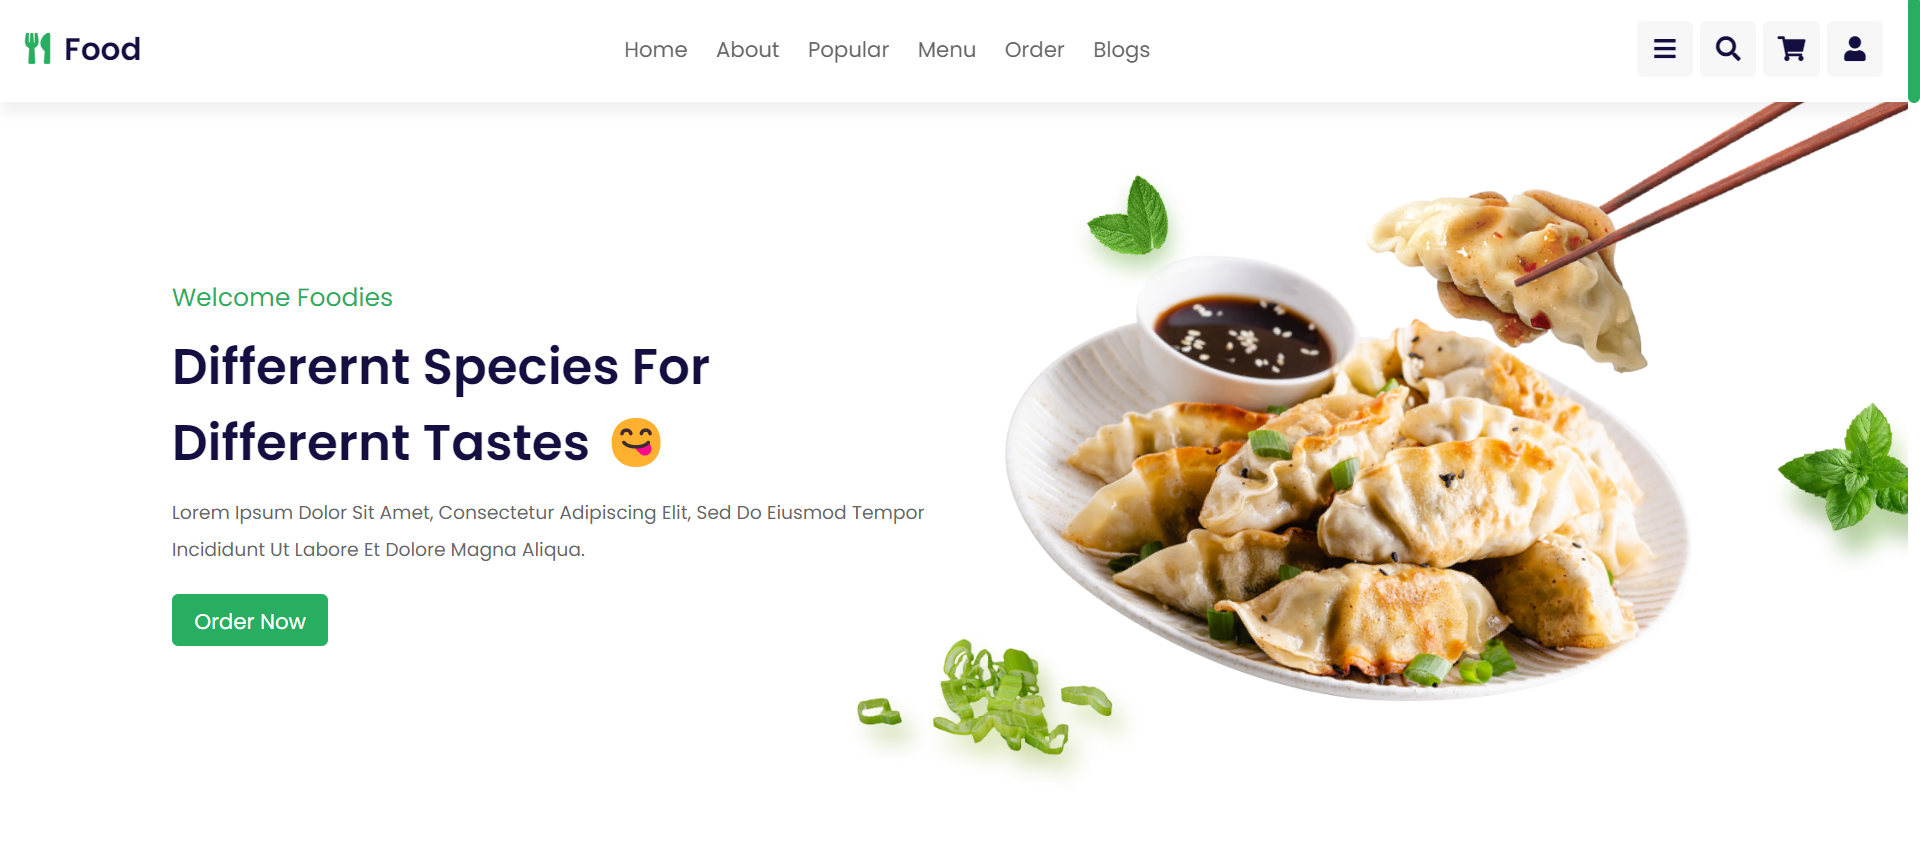 Food
Home About Popular Menu Order Blogs
Welcome Foodies
Differernt Species For
Differernt Tastes 😋
Lorem Ipsum Dolor Sit Amet, Consectetur Adipiscing Elit, Sed Do Eiusmod Tempor
Incididunt Ut Labore Et Dolore Magna Aliqua.
Order Now